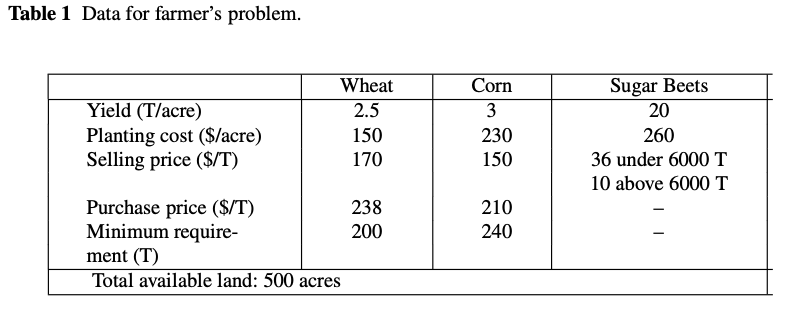 Table 1 Data for farmer’s problem.
Wheat Corn Sugar Beets
Yield (T/acre) 2.5 3 20
Planting cost ($/acre) 150 230 260
Selling price ($/T) 170 150 36 under 6000 T
10 above 6000 T
Purchase price ($/T) 238 210 –
Minimum require- 200 240 –
ment (T)
Total available land: 500 acres